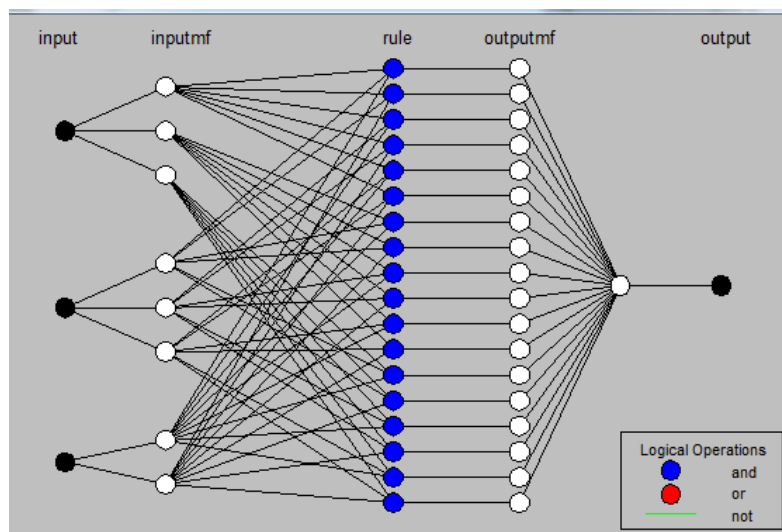 input inputmf rule outputmf output
Logical Operations
and
or
not